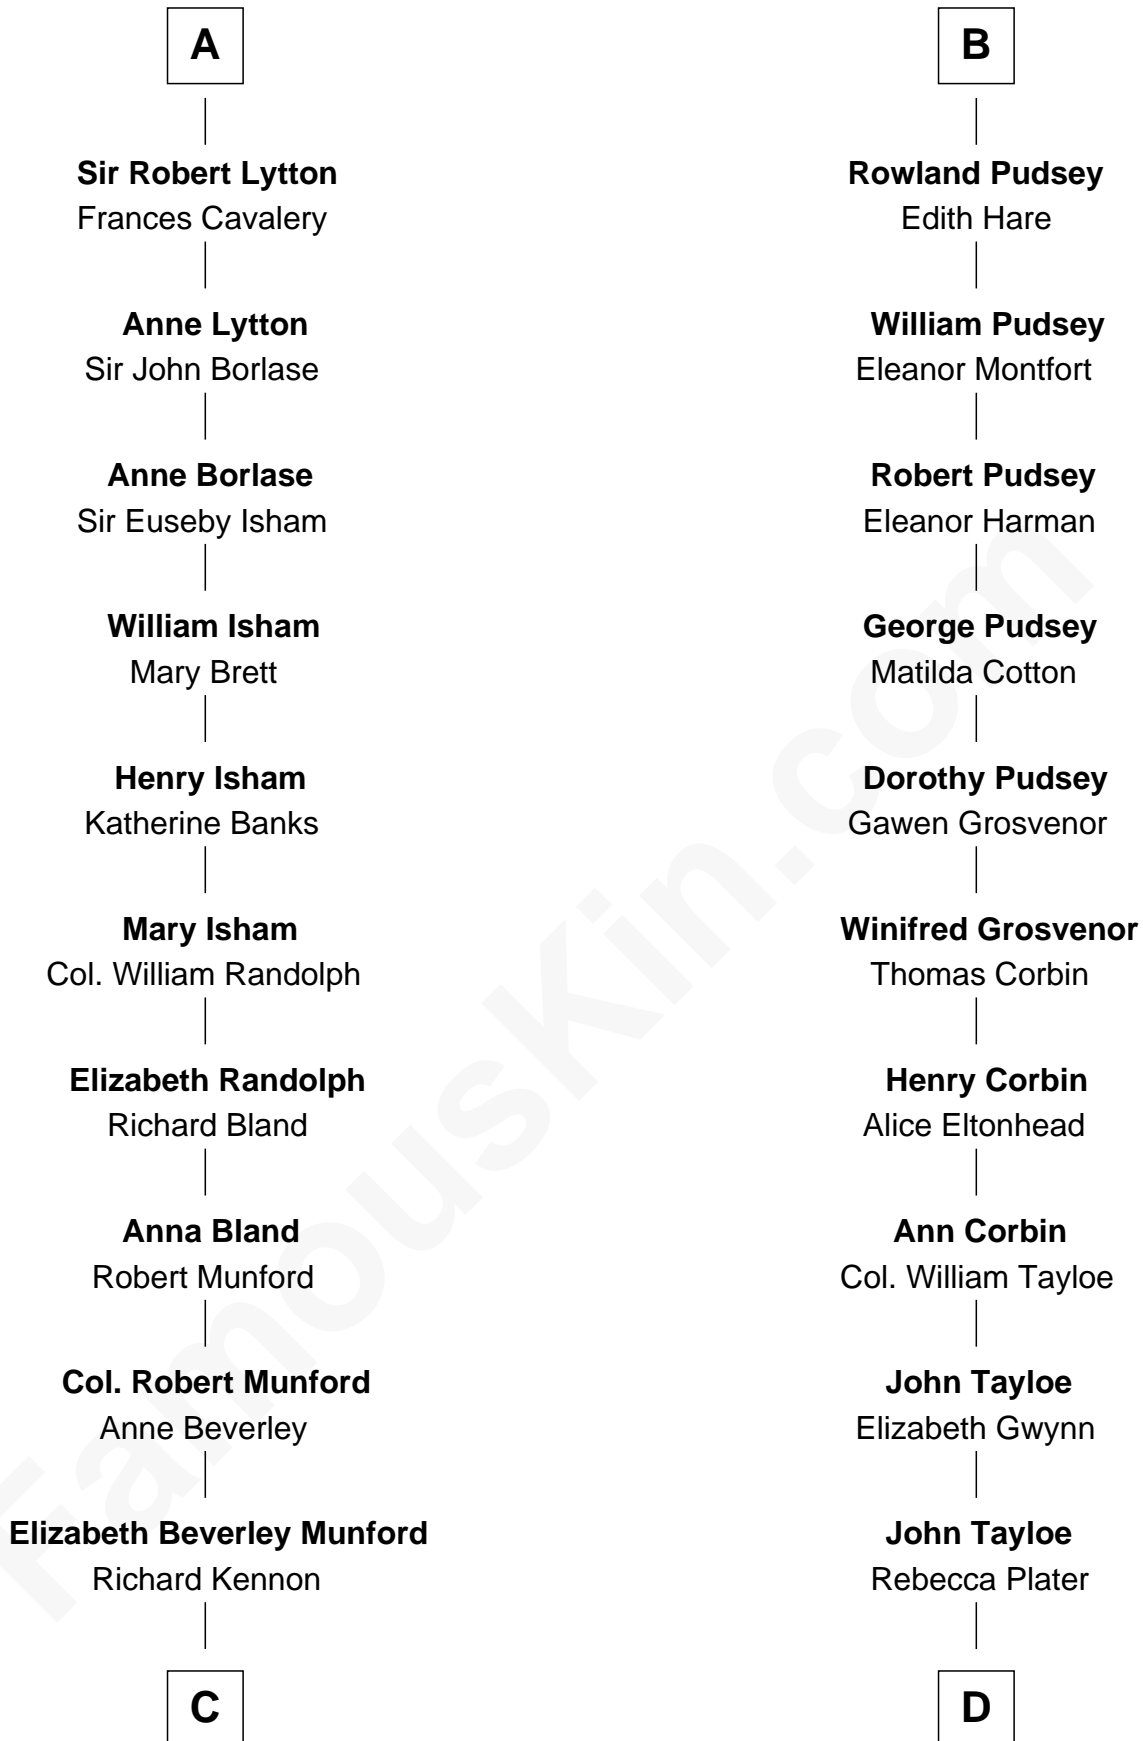 A
Sir Robert Lytton
Frances Cavalery
Anne Lytton
Sir John Borlase
Anne Borlase
Sir Euseby Isham
William Isham
Mary Brett
Henry Isham
Katherine Banks
Mary Isham
Col. William Randolph
Elizabeth Randolph
Richard Bland
Anna Bland
Robert Munford
Col. Robert Munford
Anne Beverley
Elizabeth Beverley Munford
Richard Kennon
C
B
Rowland Pudsey
Edith Hare
William Pudsey
Eleanor Montfort
Robert Pudsey
Eleanor Harman
George Pudsey
Matilda Cotton
Dorothy Pudsey
Gawen Grosvenor
Winifred Grosvenor
Thomas Corbin
Henry Corbin
Alice Eltonhead
Ann Corbin
Col. William Tayloe
John Tayloe
Elizabeth Gwynn
John Tayloe
Rebecca Plater
D
FamousKin.com